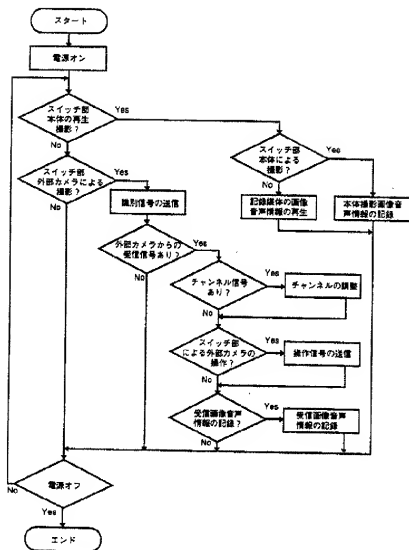 スタート
電源オン
スイッチ部
本体の再生
撮影？
Yes
No
スイッチ部
外部カメラによる
撮影？
Yes
No
スイッチ部
本体による
撮影？
Yes
No
識別信号の送信
記録媒体の画像
音声情報の再生
本体撮影画像音
声情報の記録
外部カメラからの
受信信号あり？
Yes
No
チャンネル信号
あり？
Yes
No
チャンネルの調整
スイッチ部
による外部カメラの
操作？
Yes
No
操作信号の送信
受信画像音声
情報の記録？
Yes
No
受信画像音声
情報の記録
電源オフ
No
Yes
エンド